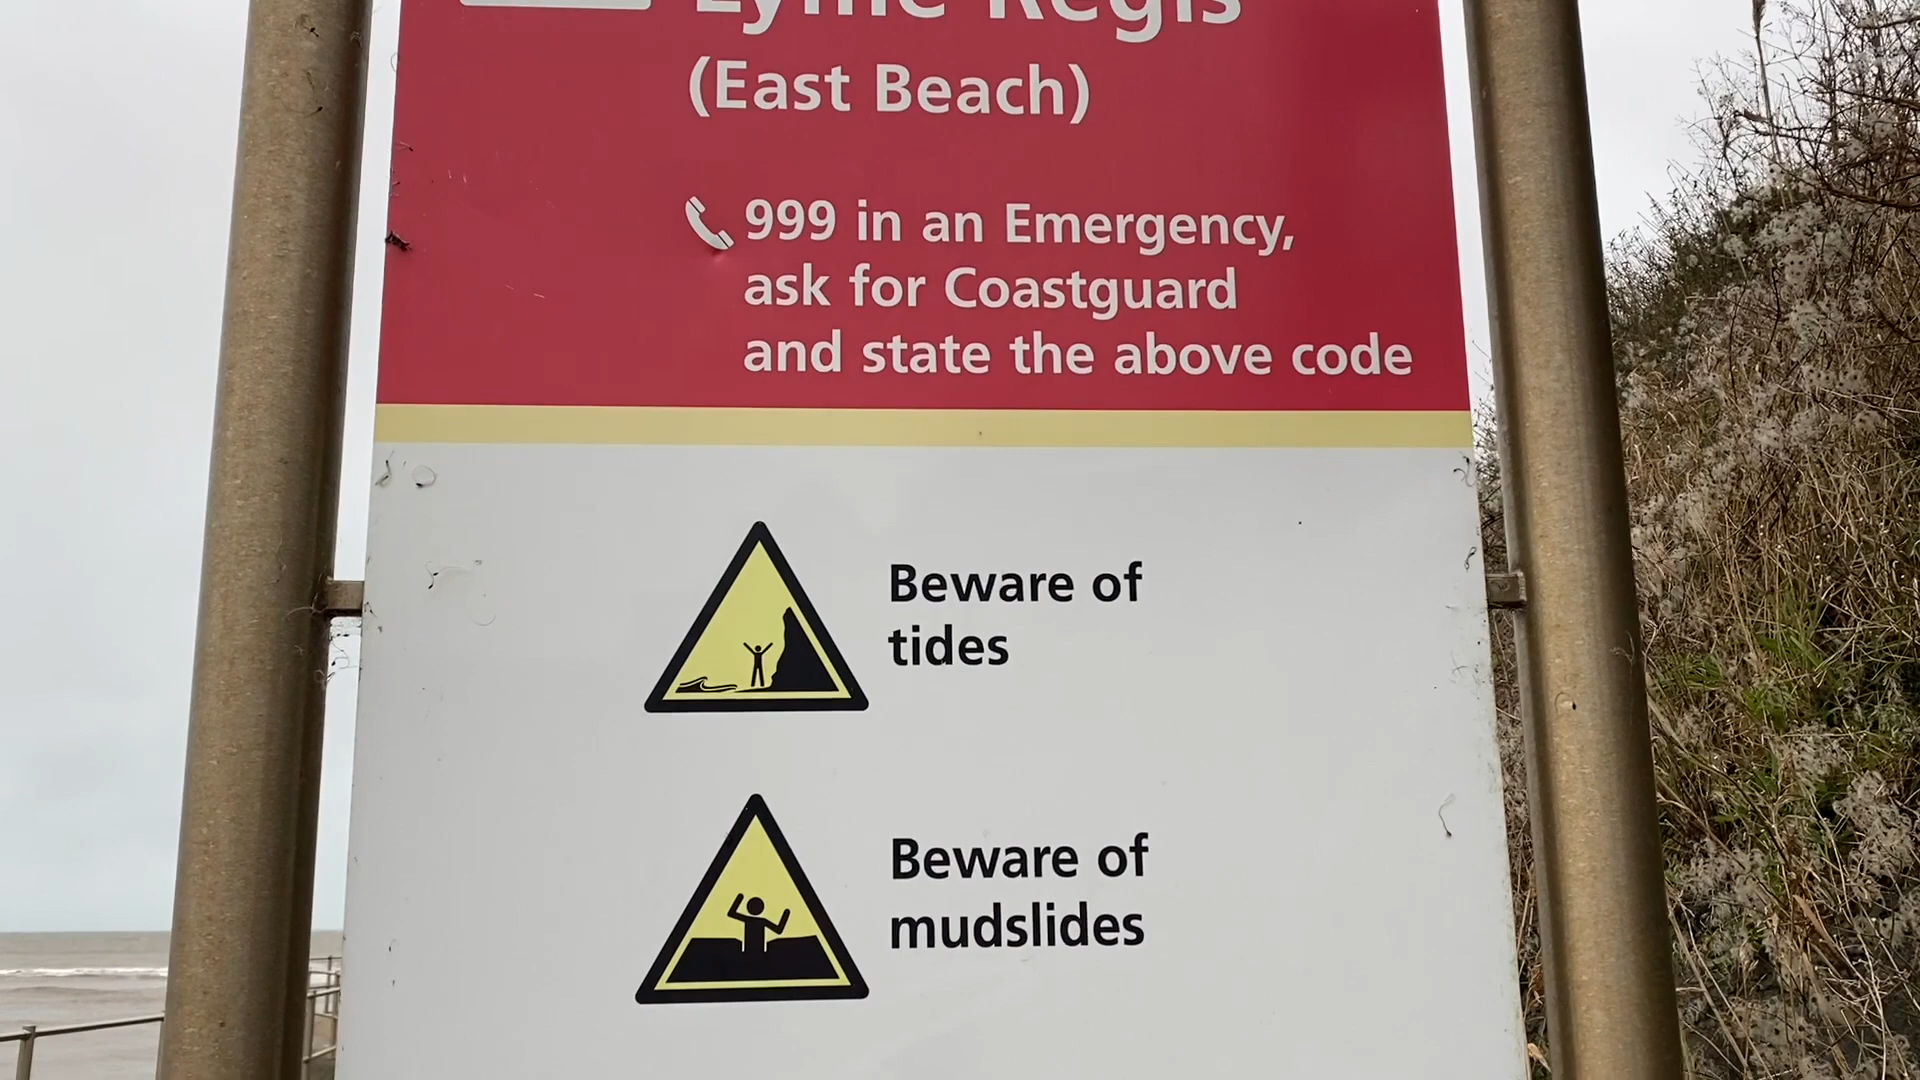 Lyme Regis
(East Beach)
999 in an Emergency,
ask for Coastguard
and state the above code
Beware of
tides
Beware of
mudslides